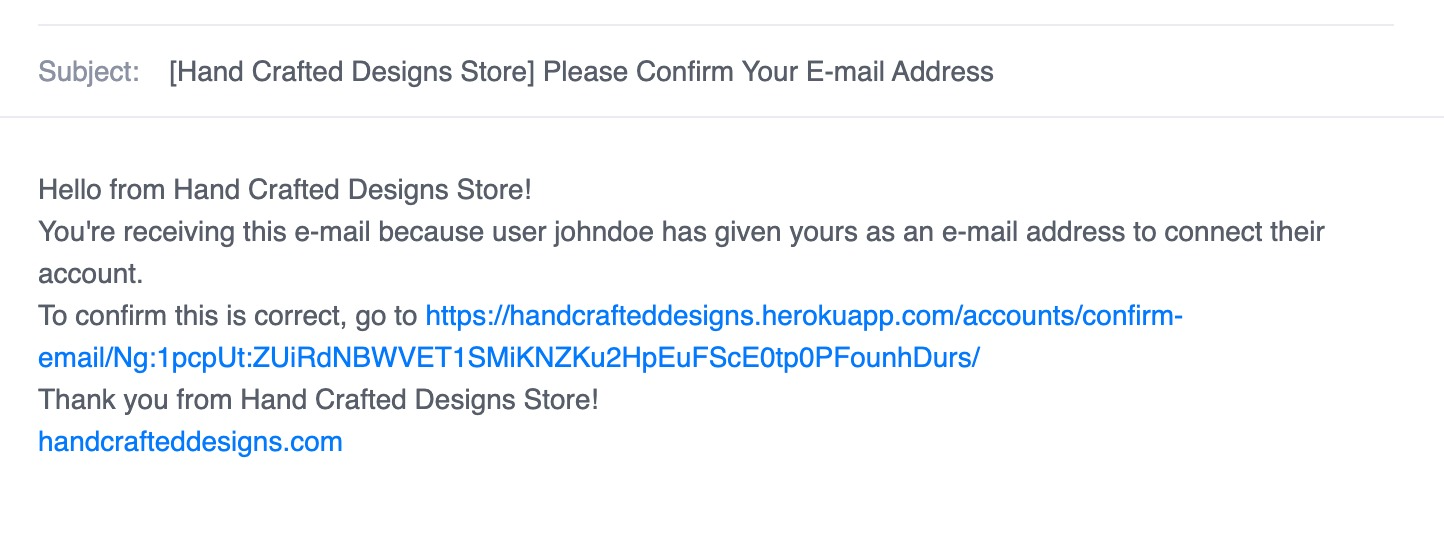 Subject: [Hand Crafted Designs Store] Please Confirm Your E-mail Address
Hello from Hand Crafted Designs Store!
You're receiving this e-mail because user johndoe has given yours as an e-mail address to connect their
account.
To confirm this is correct, go to https://handcrafteddesigns.herokuapp.com/accounts/confirm-
email/Ng:1pcpUt:ZUiRdNBWVET1SMiKNZKu2HpEuFScE0tp0PFounhDurs/
Thank you from Hand Crafted Designs Store!
handcrafteddesigns.com